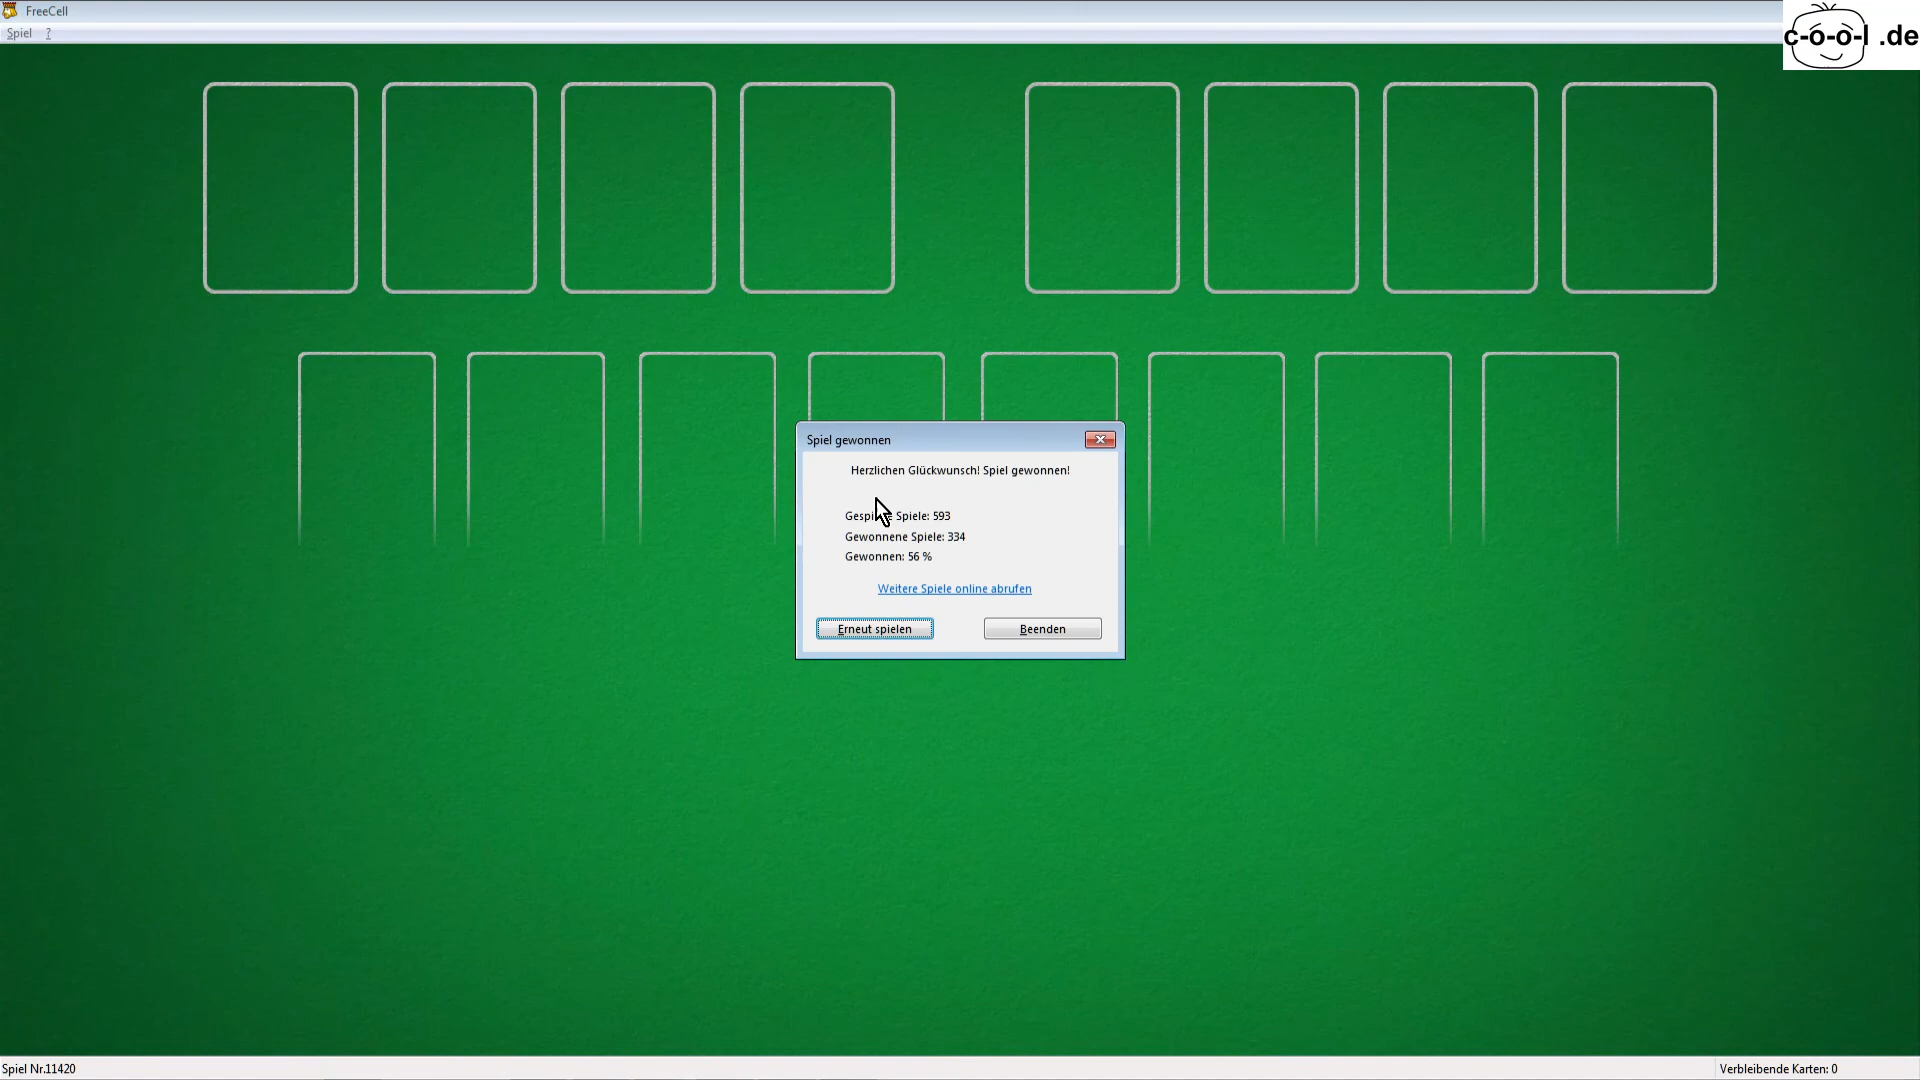 FreeCell
Spiel ?
c-o-o-l .de
Spiel gewonnen
Herzlichen Glückwunsch! Spiel gewonnen!
Spiele: 593
Gewonnene Spiele: 334
Gewonnen: 56 %
Weitere Spiele online abrufen
Erneut spielen
Beenden
Spiel Nr.11420
Verbleibende Karten: 0